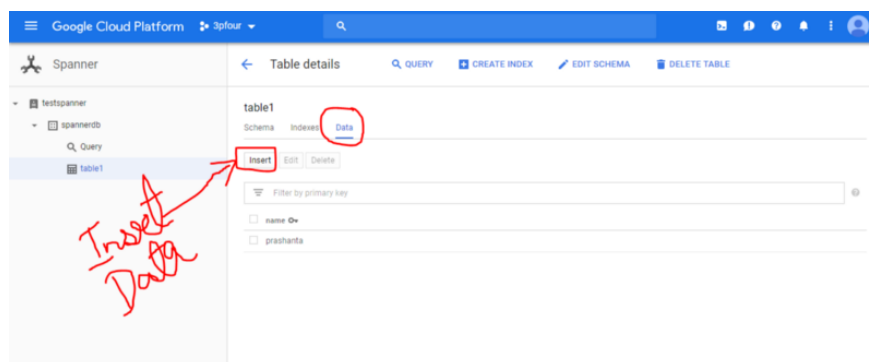 Google Cloud Platform 3pfour
Spanner
Table details QUERY CREATE INDEX EDIT SCHEMA DELETE TABLE
testspanner
spannerdb
Query
table1
table1
Schema Indexes Data
Insert Edit Delete
Filter by primary key
name
prashanta
Inset
Data